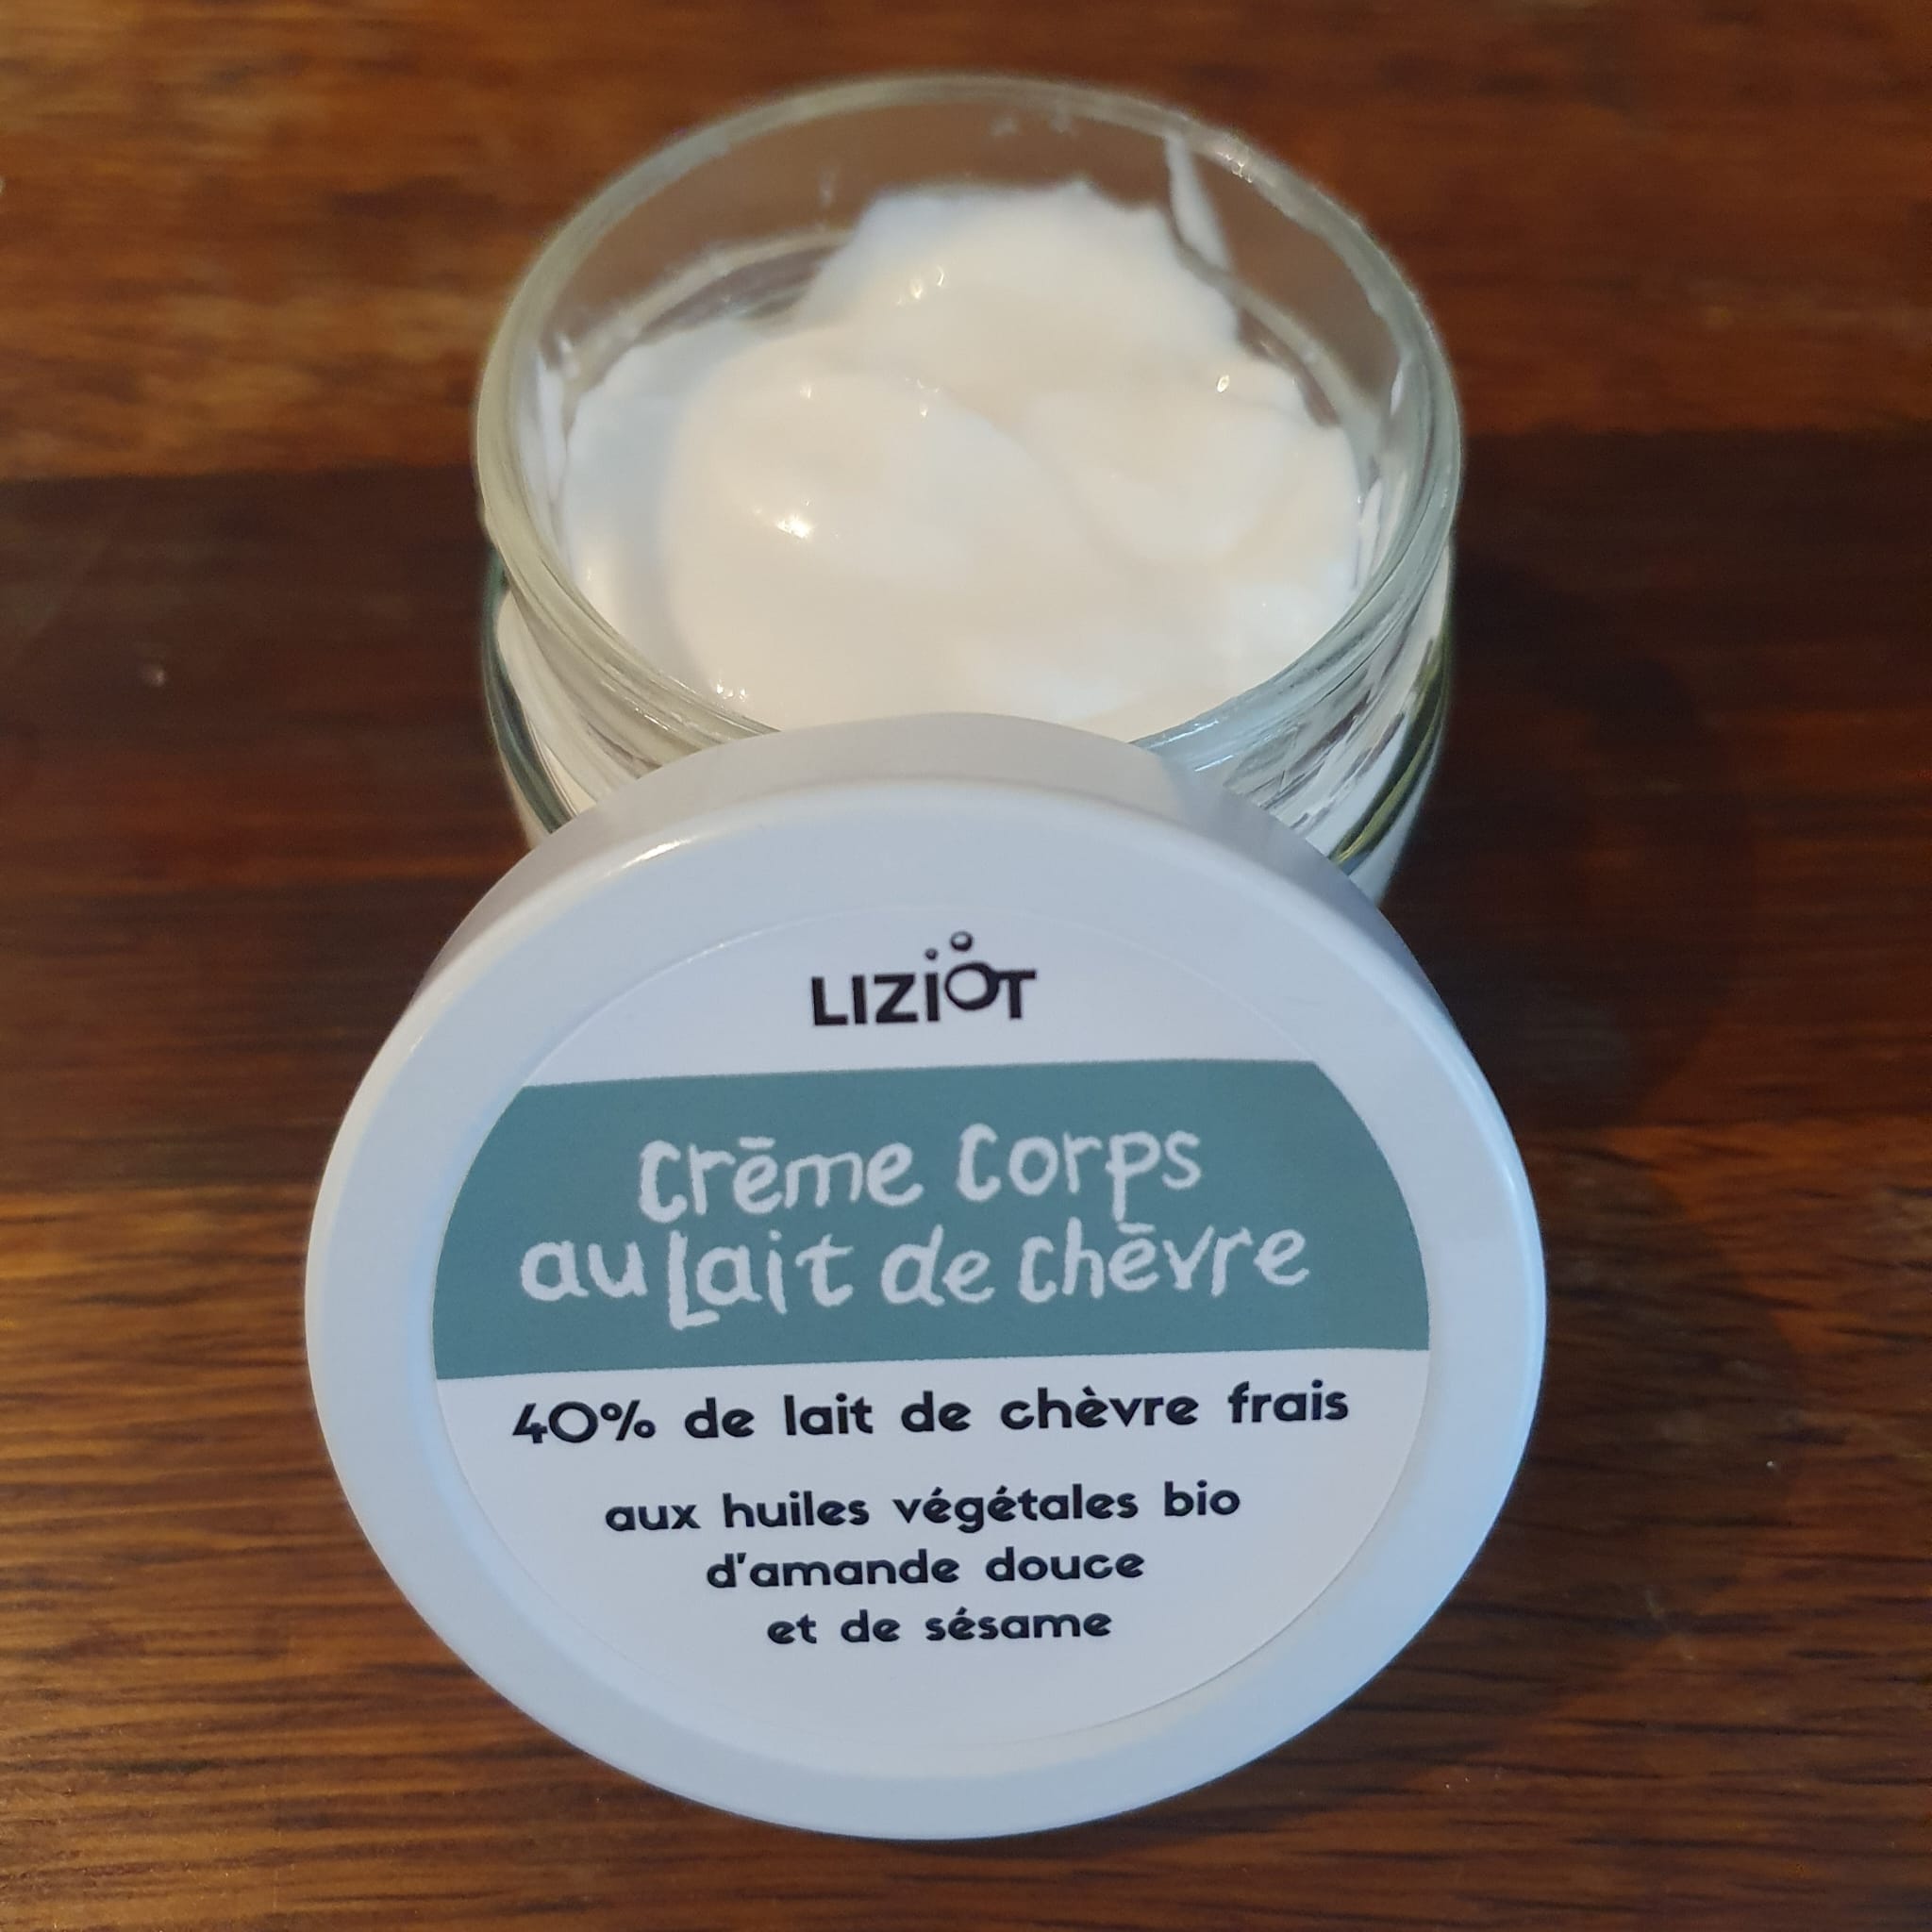 LIZIOT
Crème Corps
au Lait de Chèvre
40% de lait de chèvre frais
aux huiles végétales bio
d'amande douce
et de sésame